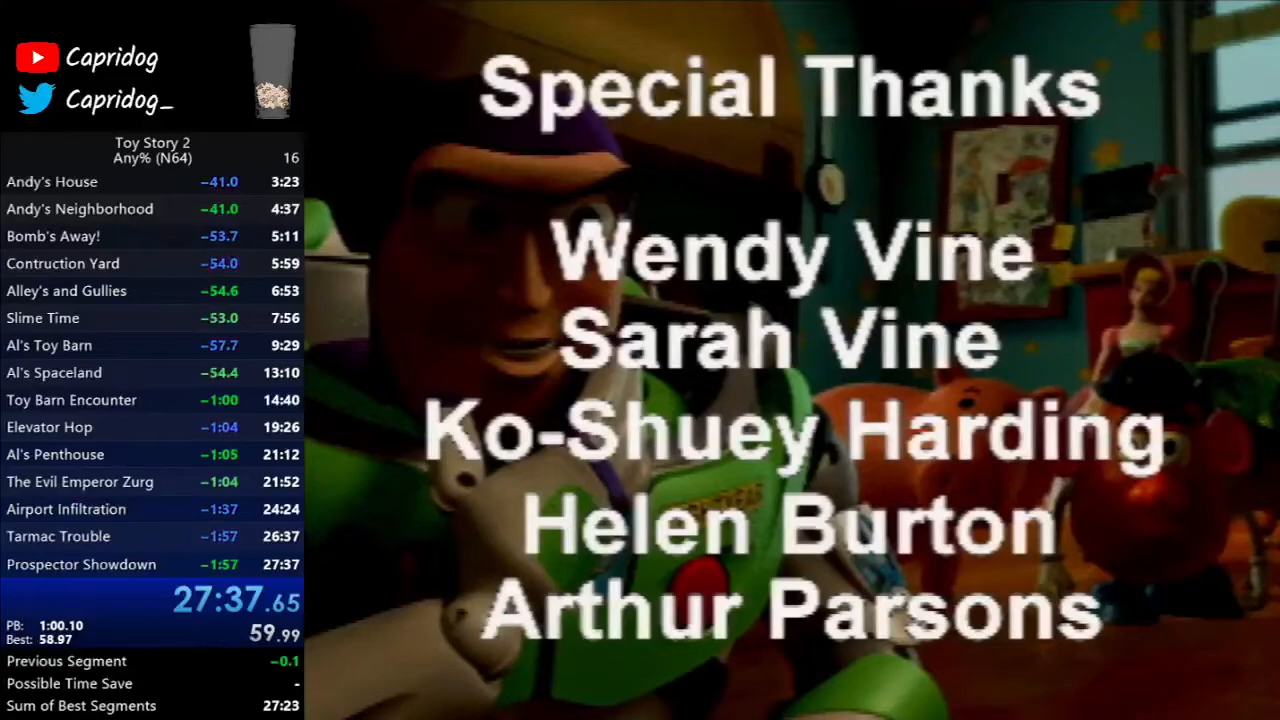 Capridog
Capridog_
Toy Story 2
Any% (N64) 16
Andy's House −41.0 3:23
Andy's Neighborhood −41.0 4:37
Bomb's Away! −53.7 5:11
Contruction Yard −54.0 5:59
Alley's and Gullies −54.6 6:53
Slime Time −53.0 7:56
Al's Toy Barn −57.7 9:29
Al's Spaceland −54.4 13:10
Toy Barn Encounter −1:00 14:40
Elevator Hop −1:04 19:26
Al's Penthouse −1:05 21:12
The Evil Emperor Zurg −1:04 21:52
Airport Infiltration −1:37 24:24
Tarmac Trouble −1:57 26:37
Prospector Showdown −1:57 27:37
27:37.65
PB: 1:00.10
Best: 58.97
59.99
Previous Segment −0.1
Possible Time Save -
Sum of Best Segments 27:23
Special Thanks
Wendy Vine
Sarah Vine
Ko-Shuey Harding
Helen Burton
Arthur Parsons